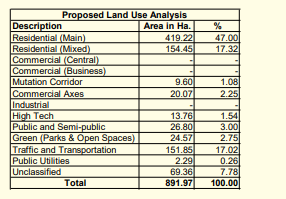 Proposed Land Use Analysis
Description Area in Ha. %
Residential (Main) 419.22 47.00
Residential (Mixed) 154.45 17.32
Commercial (Central) - -
Commercial (Business) - -
Mutation Corridor 9.60 1.08
Commercial Axes 20.07 2.25
Industrial - -
High Tech 13.76 1.54
Public and Semi-public 26.80 3.00
Green (Parks & Open Spaces) 24.57 2.75
Traffic and Transportation 151.85 17.02
Public Utilities 2.29 0.26
Unclassified 69.36 7.78
Total 891.97 100.00